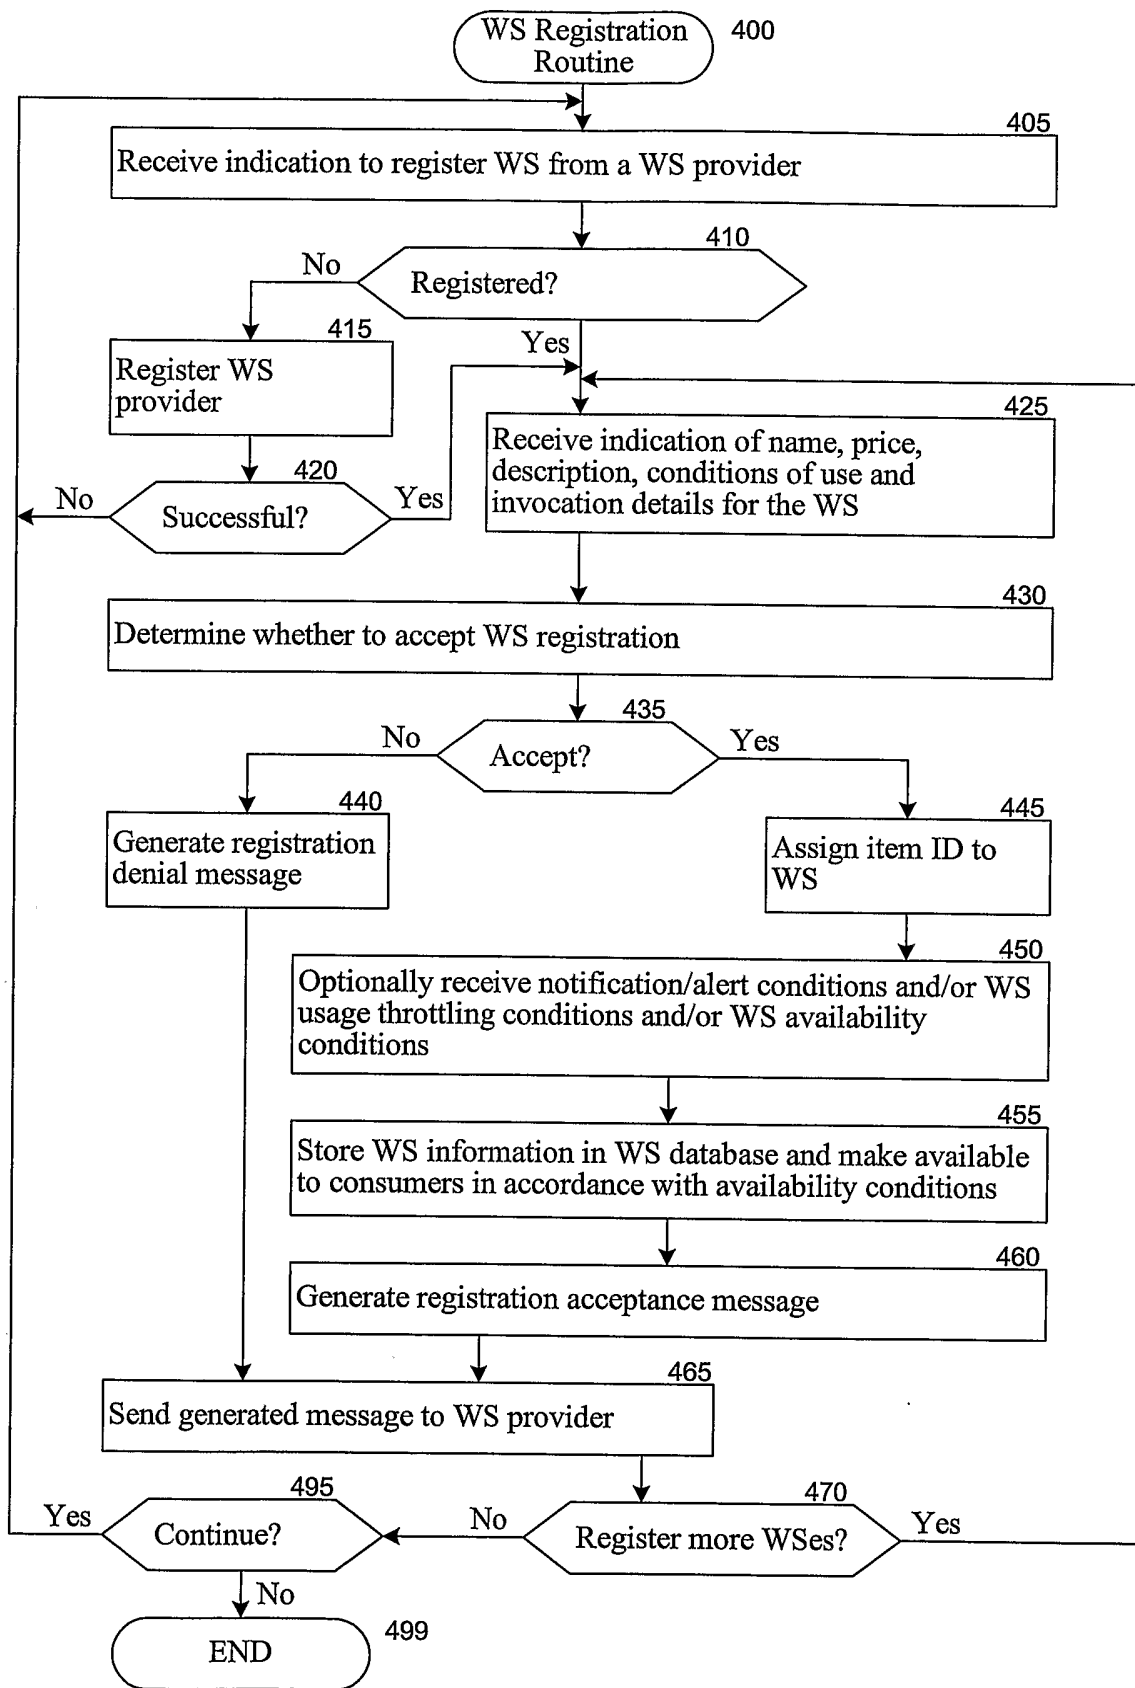 WS Registration
Routine
400
405
Receive indication to register WS from a WS provider
410
Registered?
No
Yes
415
Register WS
provider
420
Successful?
No
Yes
425
Receive indication of name, price,
description, conditions of use and
invocation details for the WS
430
Determine whether to accept WS registration
435
Accept?
No
Yes
440
Generate registration
denial message
445
Assign item ID to
WS
450
Optionally receive notification/alert conditions and/or WS
usage throttling conditions and/or WS availability
conditions
455
Store WS information in WS database and make available
to consumers in accordance with availability conditions
460
Generate registration acceptance message
465
Send generated message to WS provider
470
Register more WSes?
Yes
No
495
Continue?
Yes
No
END
499